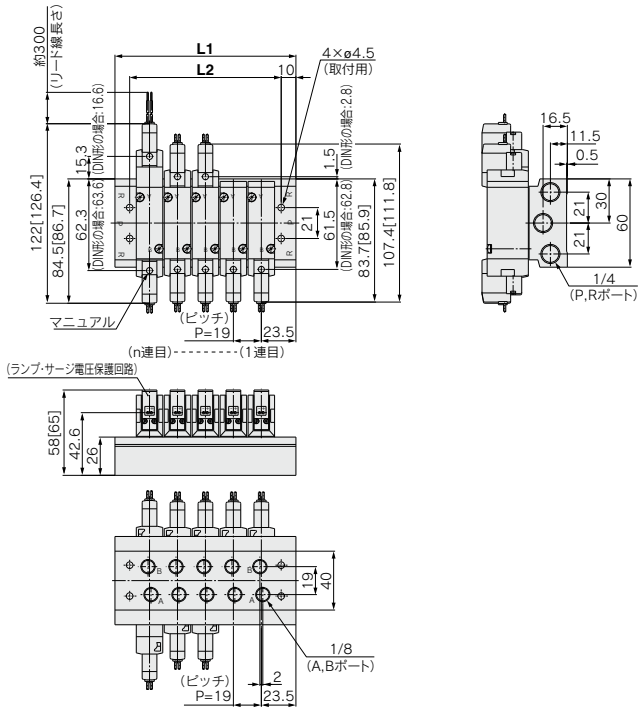 L1
L2
10
4×ø4.5
(取付用)
約300
(リード線長さ)
(DIN形の場合:16.6)
15.3
(DIN形の場合:63.6)
62.3
122[126.4]
84.5[86.7]
(DIN形の場合:2.8)
1.5
(DIN形の場合:62.8)
61.5
21
83.7[85.9]
107.4[111.8]
R
P
R
A
B
R
P
R
マニュアル
(ピッチ)
P=19
23.5
(n連目)--------(1連目)
16.5
11.5
0.5
21
21
30
60
1/4
(P,Rポート)
(ランプ・サージ電圧保護回路)
58[65]
42.6
26
B
B
A
A
19
40
1/8
(A,Bポート)
(ピッチ)
2
P=19
23.5